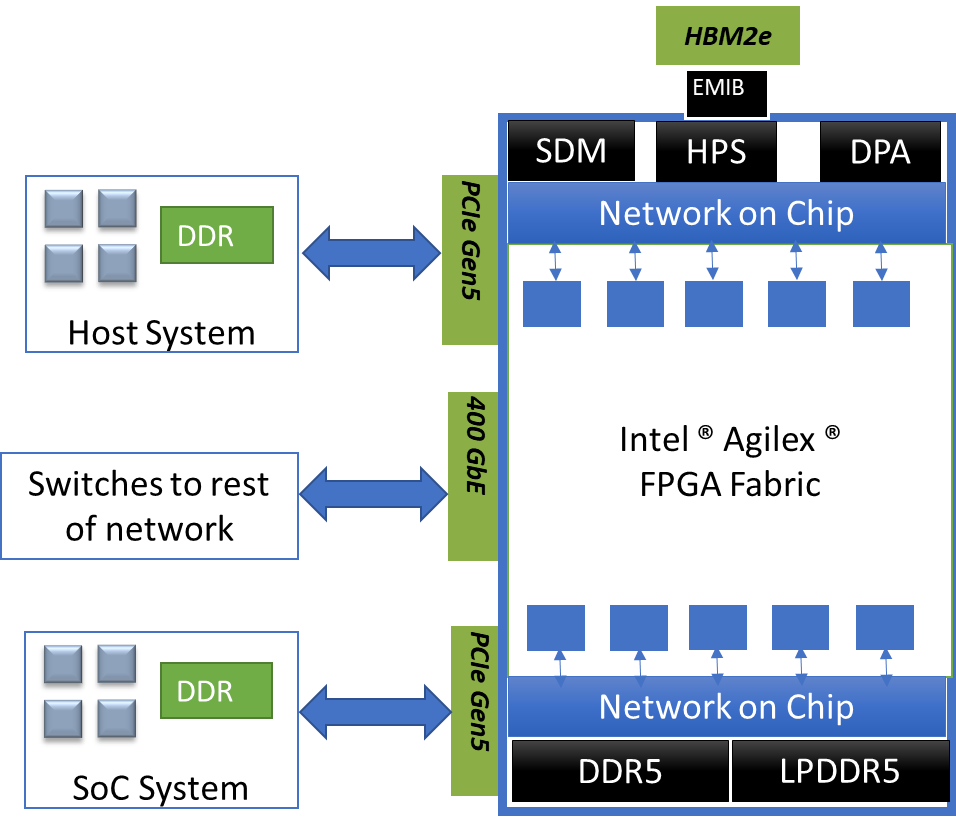 HBM2e
EMIB
SDM
HPS
DPA
Network on Chip
PCIe Gen5
DDR
Host System
400 GbE
Intel ® Agilex ®
FPGA Fabric
Switches to rest
of network
PCIe Gen5
DDR
SoC System
Network on Chip
DDR5
LPDDR5